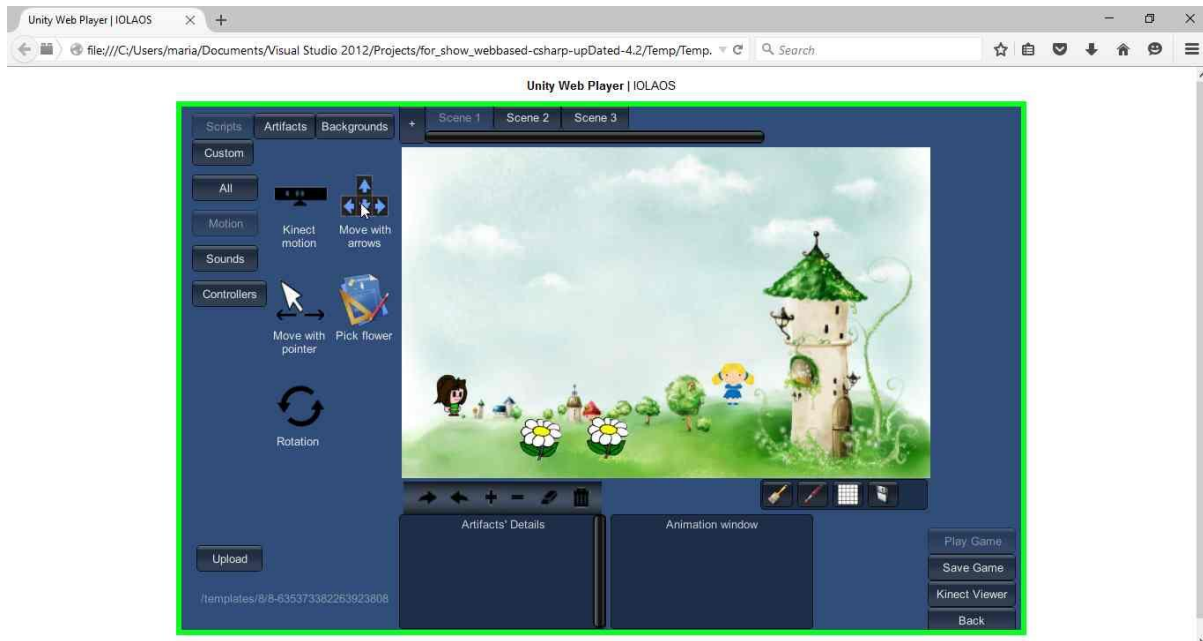 Unity Web Player | IOLAOS
file:///C:/Users/maria/Documents/Visual Studio 2012/Projects/for_show_webbased-csharp-upDated-4.2/Temp/Temp.
Search
Unity Web Player | IOLAOS
Scripts Artifacts Backgrounds + Scene 1 Scene 2 Scene 3
Custom
All
Motion
Sounds
Controllers
Kinect motion
Move with arrows
Move with pointer
Pick flower
Rotation
Artifacts' Details
Animation window
Upload
/templates/8/8-635373382263923808
Play Game
Save Game
Kinect Viewer
Back